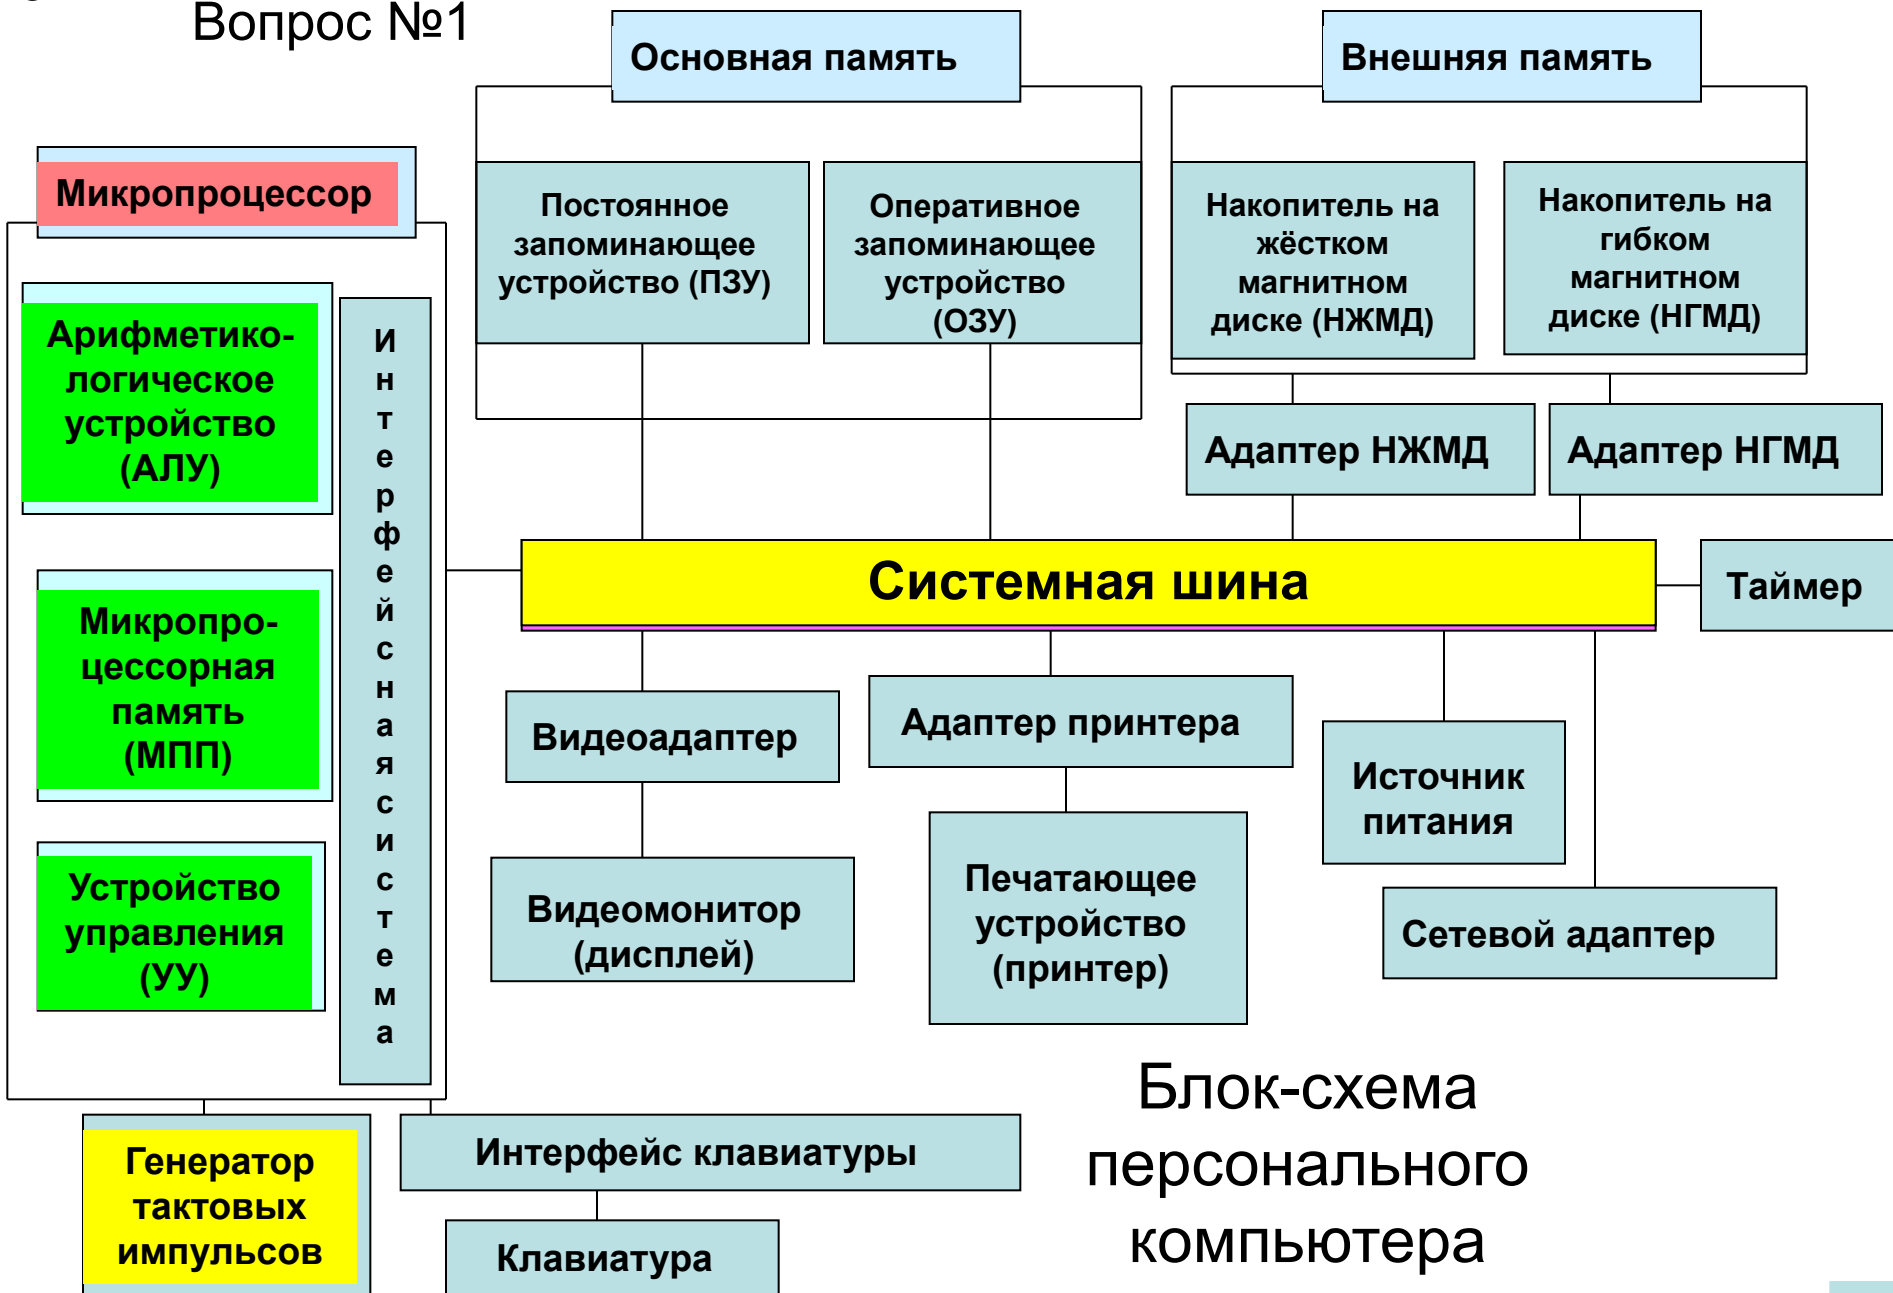 Вопрос №1
Основная память
Внешняя память
Микропроцессор
Постоянное
запоминающее
устройство (ПЗУ)
Оперативное
запоминающее
устройство
(ОЗУ)
Накопитель на
жёстком
магнитном
диске (НЖМД)
Накопитель на
гибком
магнитном
диске (НГМД)
Арифметико-
логическое
устройство
(АЛУ)
Интерфейсная система
Адаптер НЖМД
Адаптер НГМД
Системная шина
Таймер
Микропро-
цессорная
память
(МПП)
Видеоадаптер
Адаптер принтера
Источник
питания
Устройство
управления
(УУ)
Видеомонитор
(дисплей)
Печатающее
устройство
(принтер)
Сетевой адаптер
Блок-схема
персонального
компьютера
Генератор
тактовых
импульсов
Интерфейс клавиатуры
Клавиатура